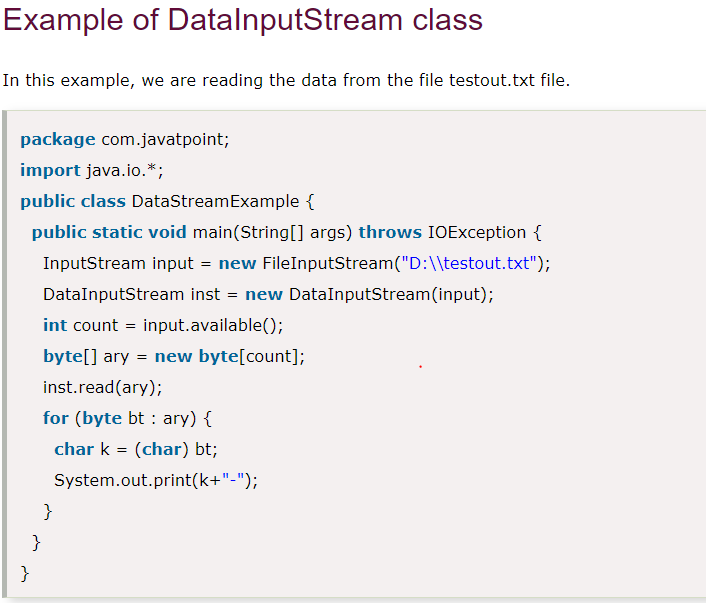 Example of DataInputStream class
In this example, we are reading the data from the file testout.txt file.
package com.javatpoint;
import java.io.*;
public class DataStreamExample {
public static void main(String[] args) throws IOException {
InputStream input = new FileInputStream("D:\\testout.txt");
DataInputStream inst = new DataInputStream(input);
int count = input.available();
byte[] ary = new byte[count];
inst.read(ary);
for (byte bt : ary) {
char k = (char) bt;
System.out.print(k+"-");
}
}
}